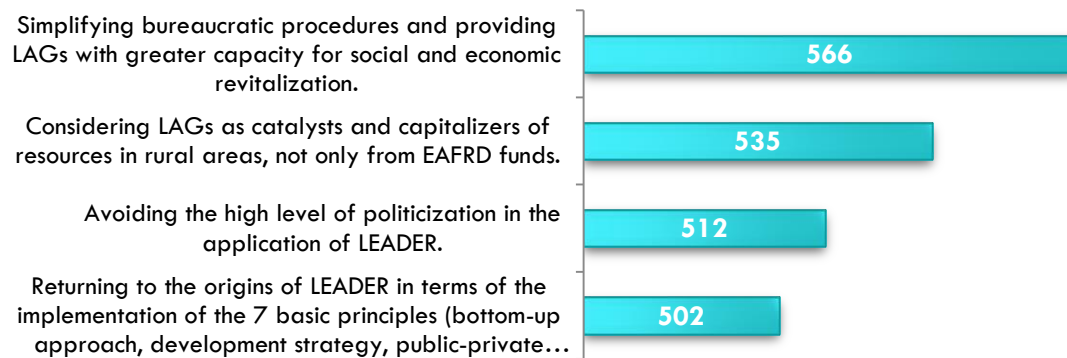 Simplifying bureaucratic procedures and providing
LAGs with greater capacity for social and economic
revitalization.
566
Considering LAGs as catalysts and capitalizers of
resources in rural areas, not only from EAFRD funds.
535
Avoiding the high level of politicization in the
application of LEADER.
512
Returning to the origins of LEADER in terms of the
implementation of the 7 basic principles (bottom-up
approach, development strategy, public-private…
502